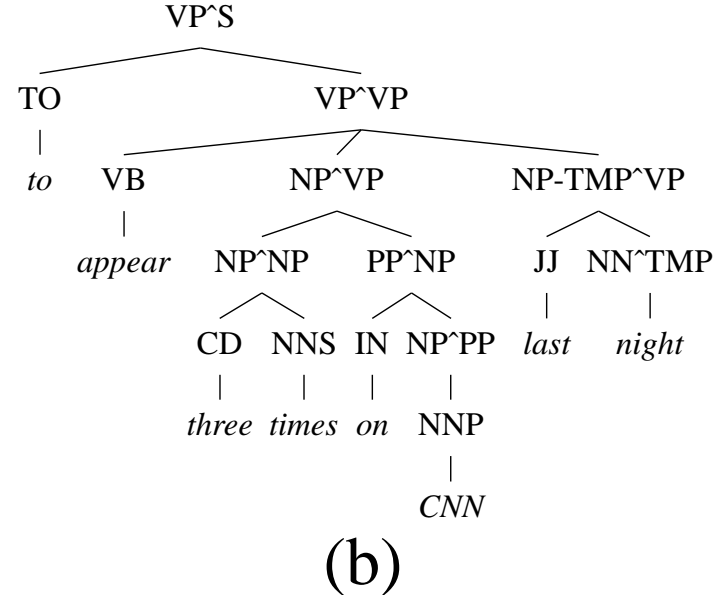 VP^S
TO VP^VP
to VB NP^VP NP-TMP^VP
appear NP^NP PP^NP JJ NN^TMP
CD NNS IN NP^PP last night
three times on NNP
CNN
(b)